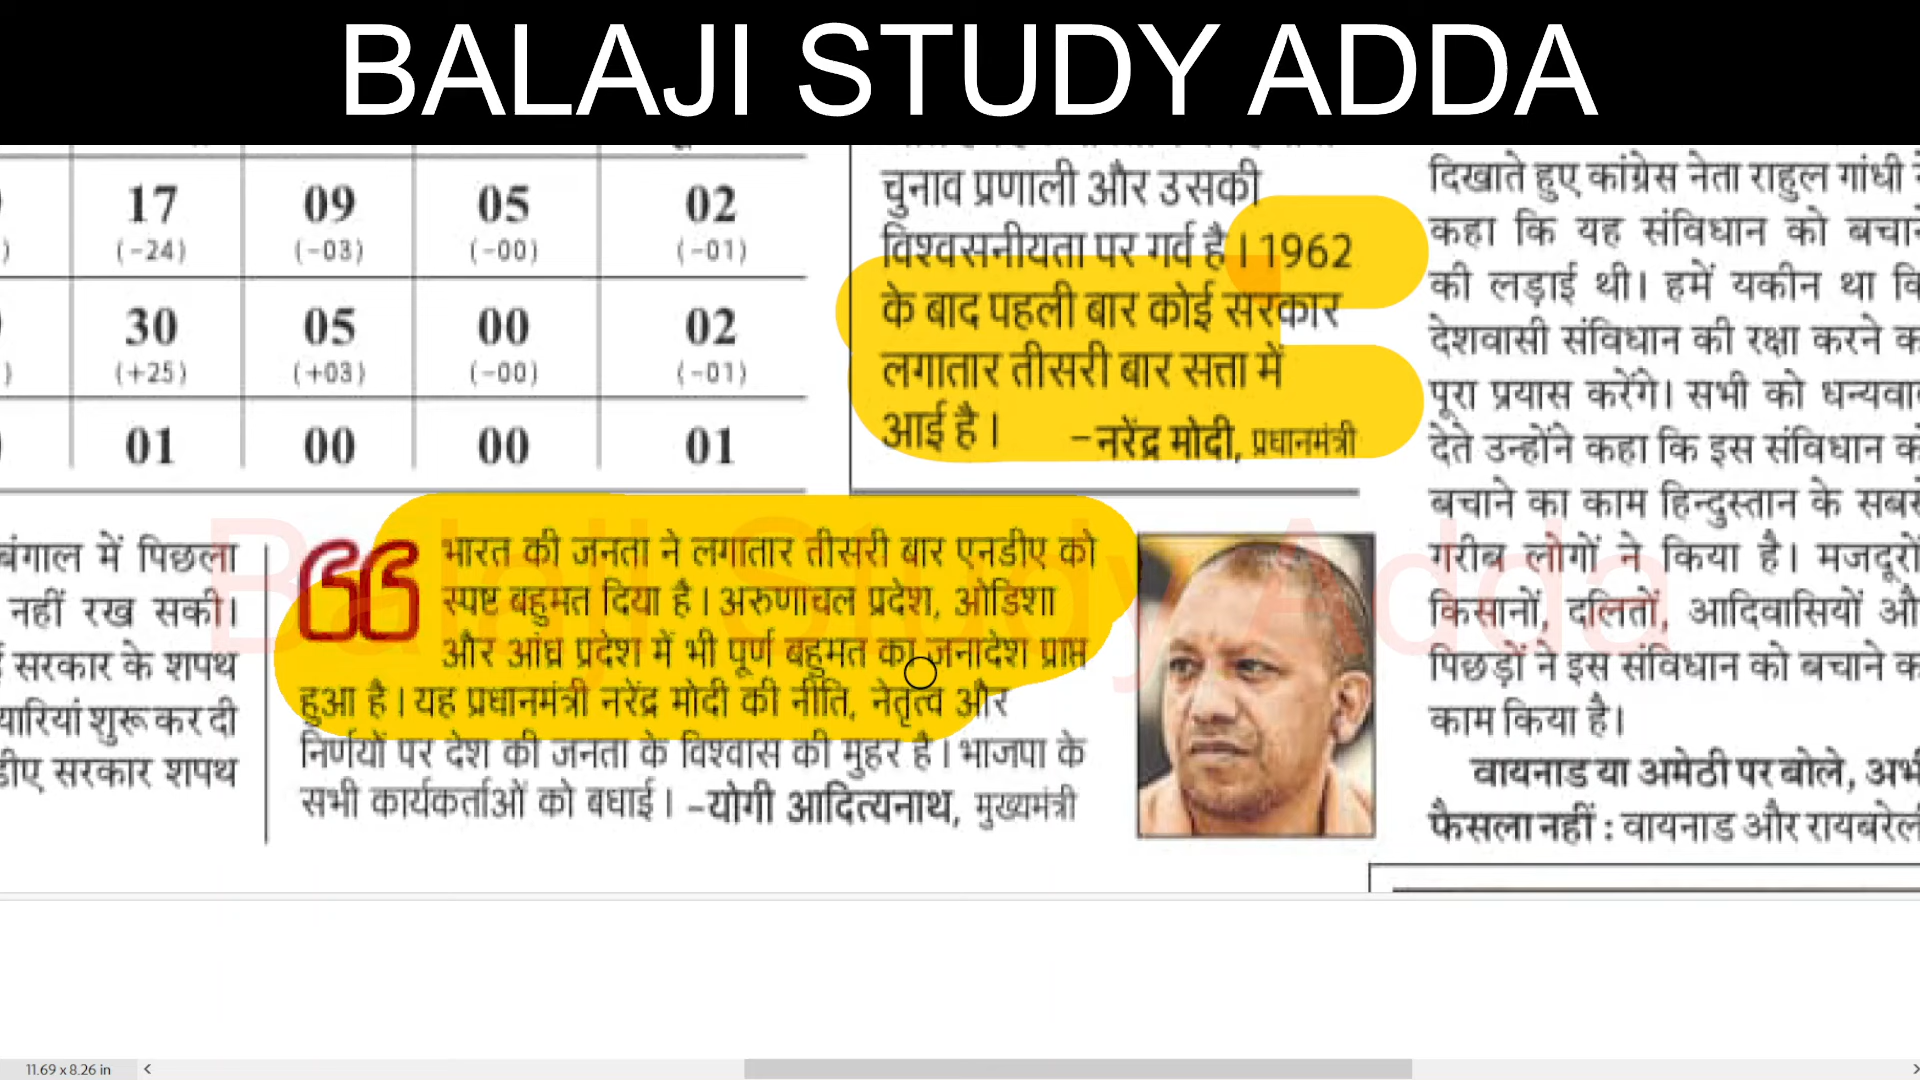 BALAJI STUDY ADDA
17 09 05 02
(-24) (-03) (-00) (-01)
30 05 00 02
(+25) (+03) (-00) (-01)
01 00 00 01
चुनाव प्रणाली और उसकी
विश्वसनीयता पर गर्व है। 1962
के बाद पहली बार कोई सरकार
लगातार तीसरी बार सत्ता में
आई है। -नरेंद्र मोदी, प्रधानमंत्री
बंगाल में पिछला
नहीं रख सकी।
सरकार के शपथ
शुरू कर दी
सरकार शपथ
भारत की जनता ने लगातार तीसरी बार एनडीए को
स्पष्ट बहुमत दिया है। अरुणाचल प्रदेश, ओडिशा
और आंध्र प्रदेश में भी पूर्ण बहुमत का जनादेश प्राप्त
हुआ है। यह प्रधानमंत्री नरेंद्र मोदी की नीति, नेतृत्व और
निर्णयों पर देश की जनता के विश्वास की मुहर है। भाजपा के
सभी कार्यकर्ताओं को बधाई। -योगी आदित्यनाथ, मुख्यमंत्री
दिखाते हुए कांग्रेस नेता राहुल गांधी
कहा कि यह संविधान को
की लड़ाई थी। हमें यकीन था
देशवासी संविधान की रक्षा करने
पूरा प्रयास करेंगे। सभी को
देते उन्होंने कहा कि इस संविधान
बचाने का काम हिन्दुस्तान के
गरीब लोगों ने किया है।
किसानों, दलितों, आदिवासियों
पिछड़ों ने इस संविधान को बचाने
काम किया है।
वायनाड या अमेठी पर बोले,
फैसला नहीं : वायनाड और
Balaji Study Adda
11.69 x 8.26 in